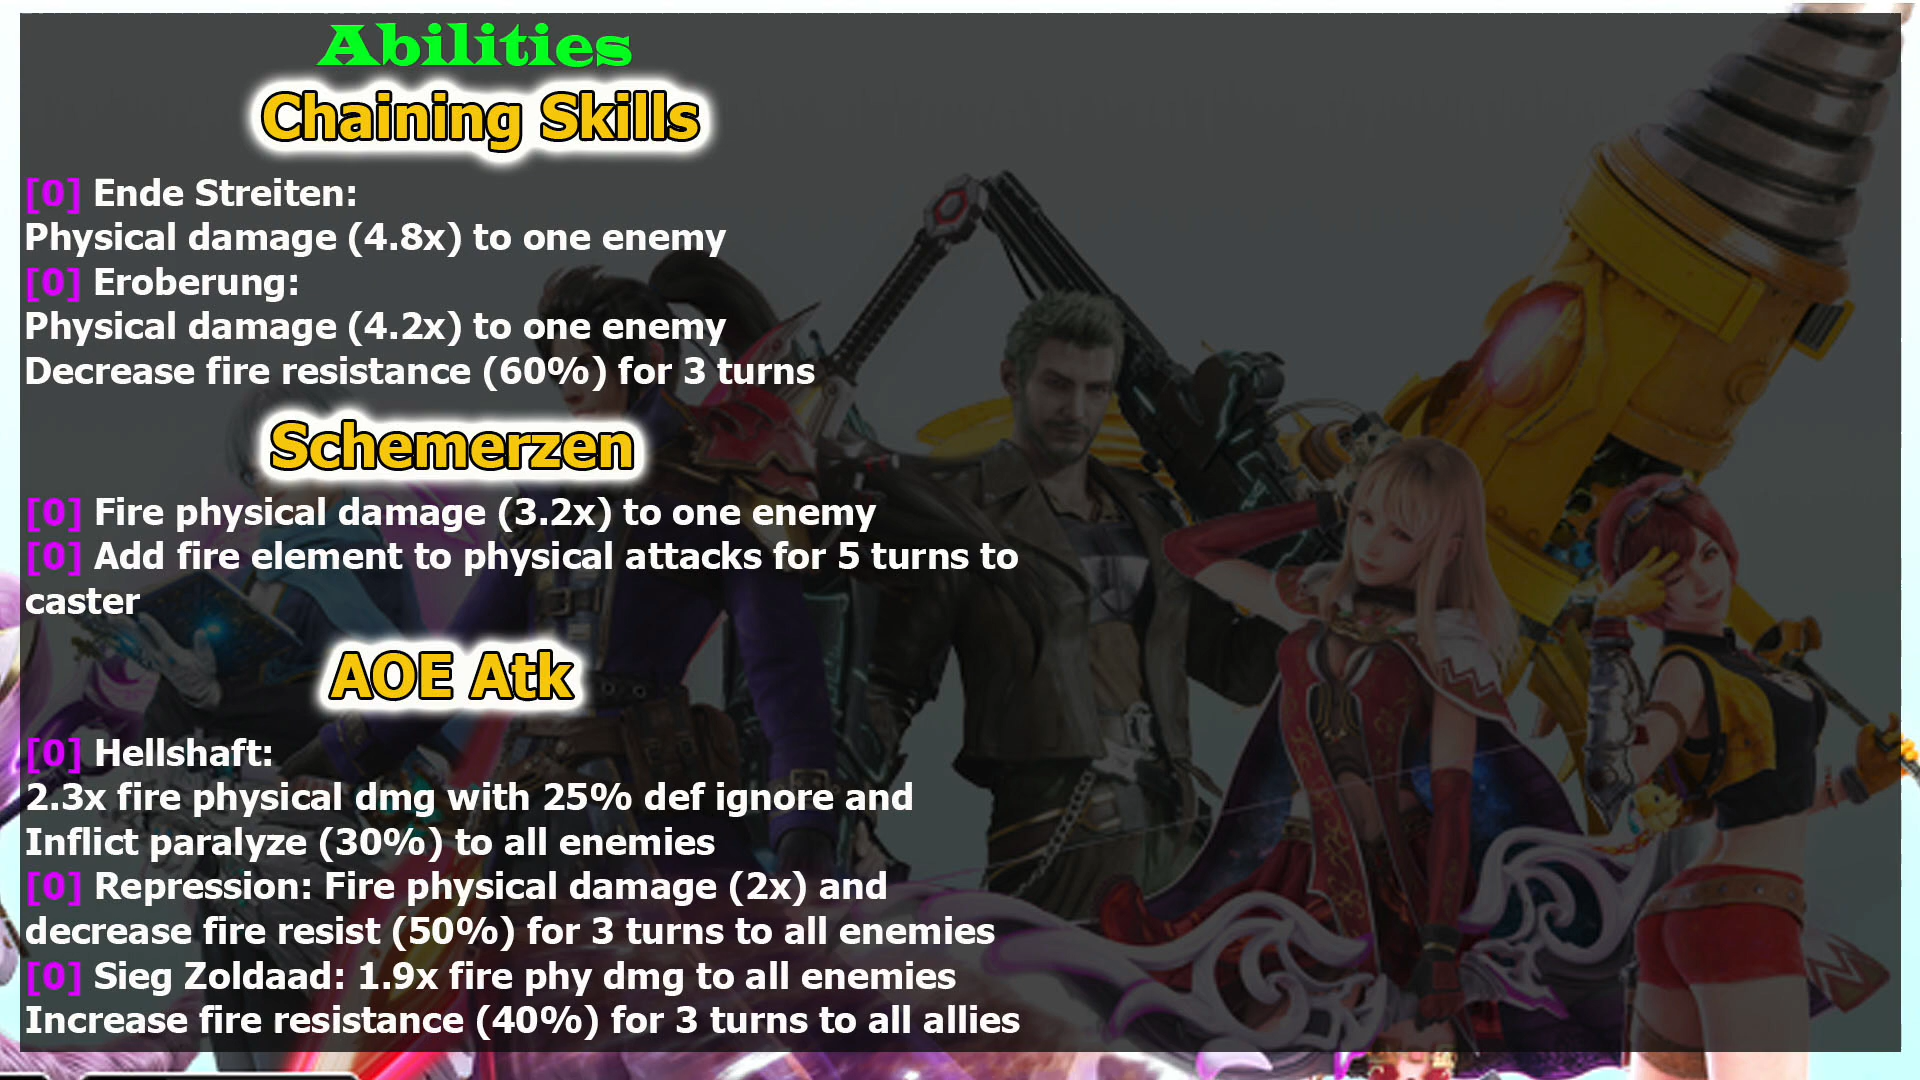 Abilities
Chaining Skills
[0] Ende Streiten:
Physical damage (4.8x) to one enemy
[0] Eroberung:
Physical damage (4.2x) to one enemy
Decrease fire resistance (60%) for 3 turns
Schemerzen
[0] Fire physical damage (3.2x) to one enemy
[0] Add fire element to physical attacks for 5 turns to
caster
AOE Atk
[0] Hellshaft:
2.3x fire physical dmg with 25% def ignore and
Inflict paralyze (30%) to all enemies
[0] Repression: Fire physical damage (2x) and
decrease fire resist (50%) for 3 turns to all enemies
[0] Sieg Zoldaad: 1.9x fire phy dmg to all enemies
Increase fire resistance (40%) for 3 turns to all allies